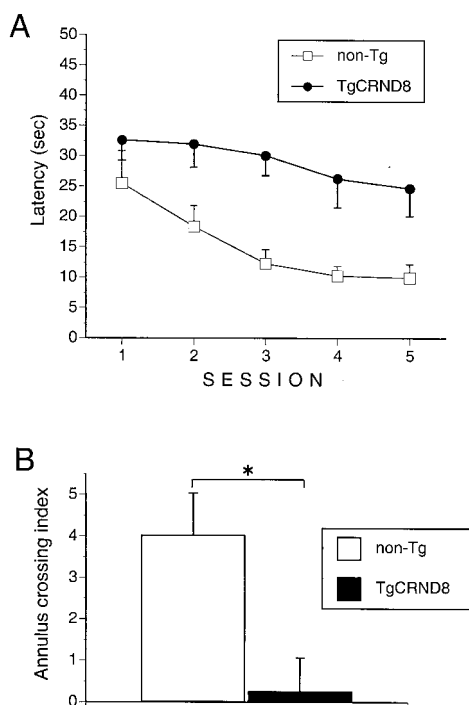 A
50
45
40
35
30
25
20
15
10
5
0
Latency (sec)
non-Tg
TgCRND8
1 2 3 4 5
SESSION
B
*
5
4
3
2
1
0
Annulus crossing index
non-Tg
TgCRND8